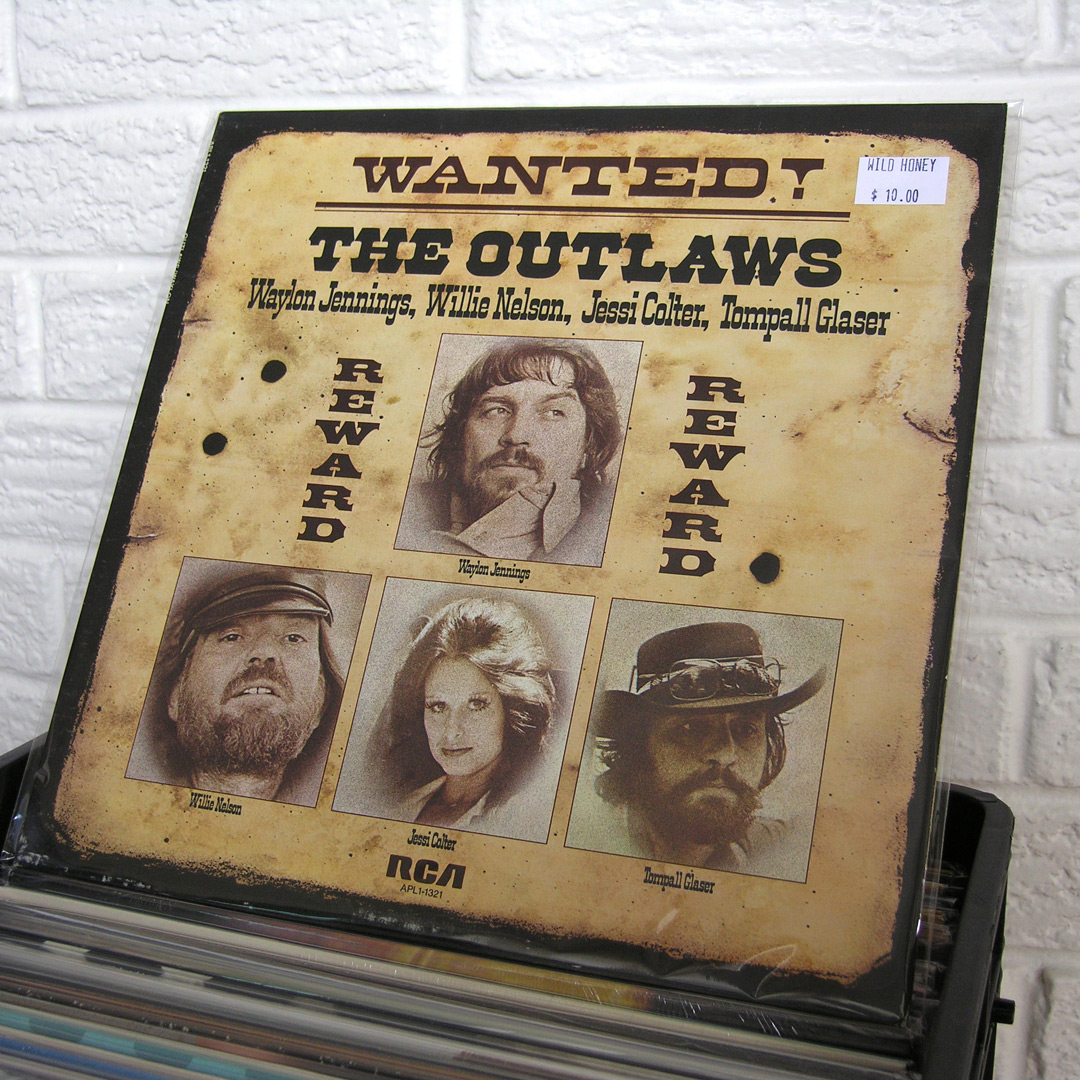 WANTED!
WILD HONEY
$ 10.00
THE OUTLAWS
Waylon Jennings, Willie Nelson, Jessi Colter, Tompall Glaser
REWARD
REWARD
Waylon Jennings
Willie Nelson
Jessi Colter
Tompall Glaser
RCA
APL1-1321